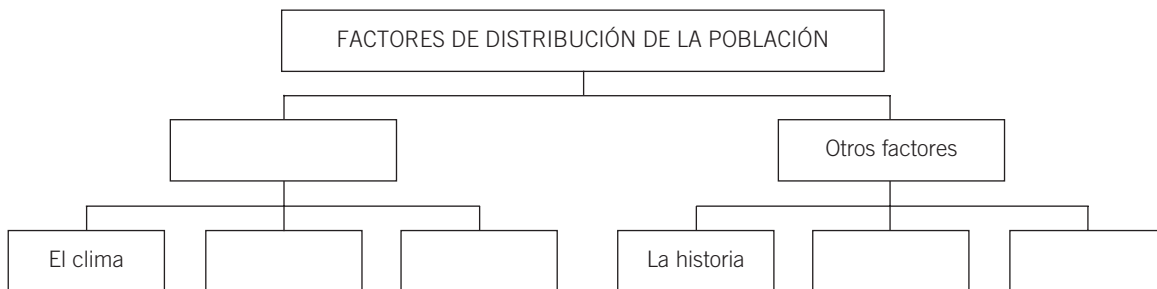 FACTORES DE DISTRIBUCIÓN DE LA POBLACIÓN
Otros factores
El clima
La historia